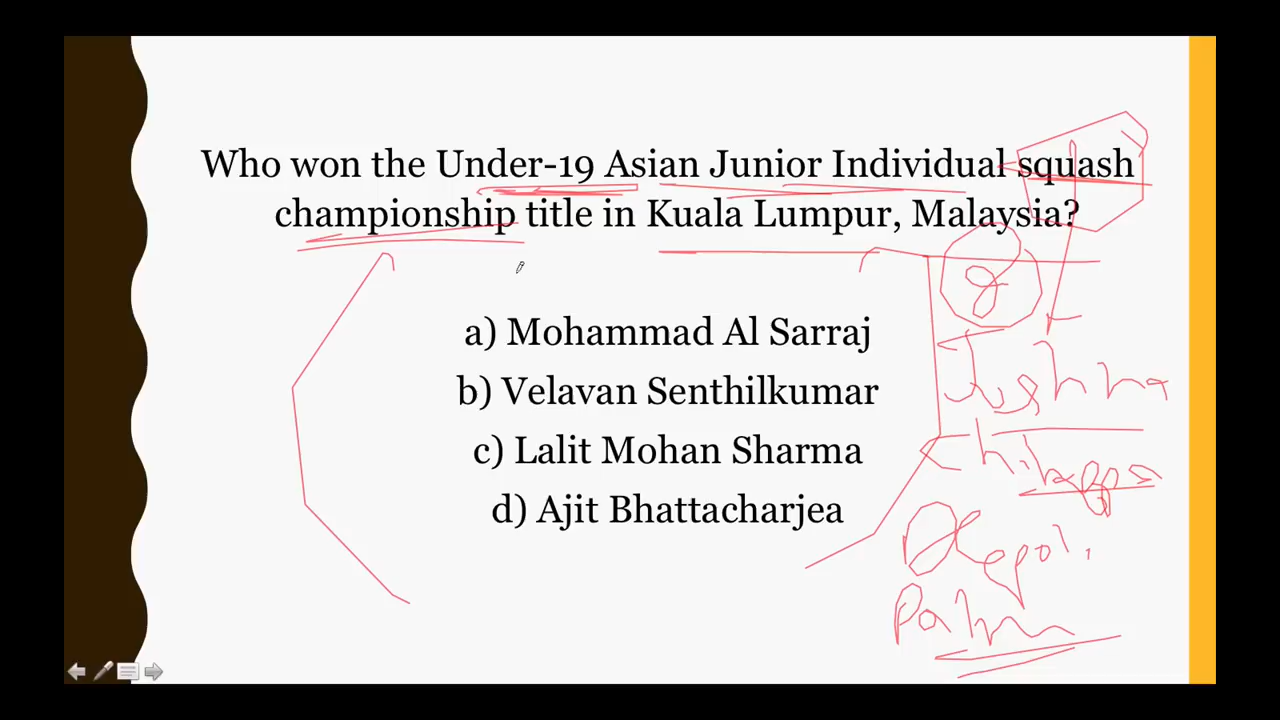 Who won the Under-19 Asian Junior Individual squash
championship title in Kuala Lumpur, Malaysia?
a) Mohammad Al Sarraj
b) Velavan Senthilkumar
c) Lalit Mohan Sharma
d) Ajit Bhattacharjea
Joshna